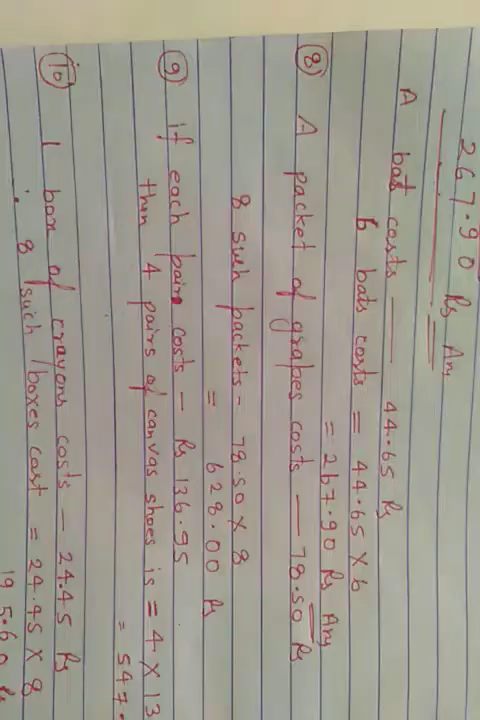 267.90 Rs Ans
A bat costs — 44.65 Rs
6 bats costs = 44.65 x 6
= 267.90 Rs Ans
8 A packet of grapes costs — 78.50 Rs
8 such packets - 78.50 x 8
= 628.00 Rs
9 If each pair costs — Rs 136.95
thin 4 pairs of canvas shoes is = 4 x 13
= 547.
10 1 box of crayons costs — 24.45 Rs
∴ 8 such boxes cost = 24.45 x 8
195.60 Rs